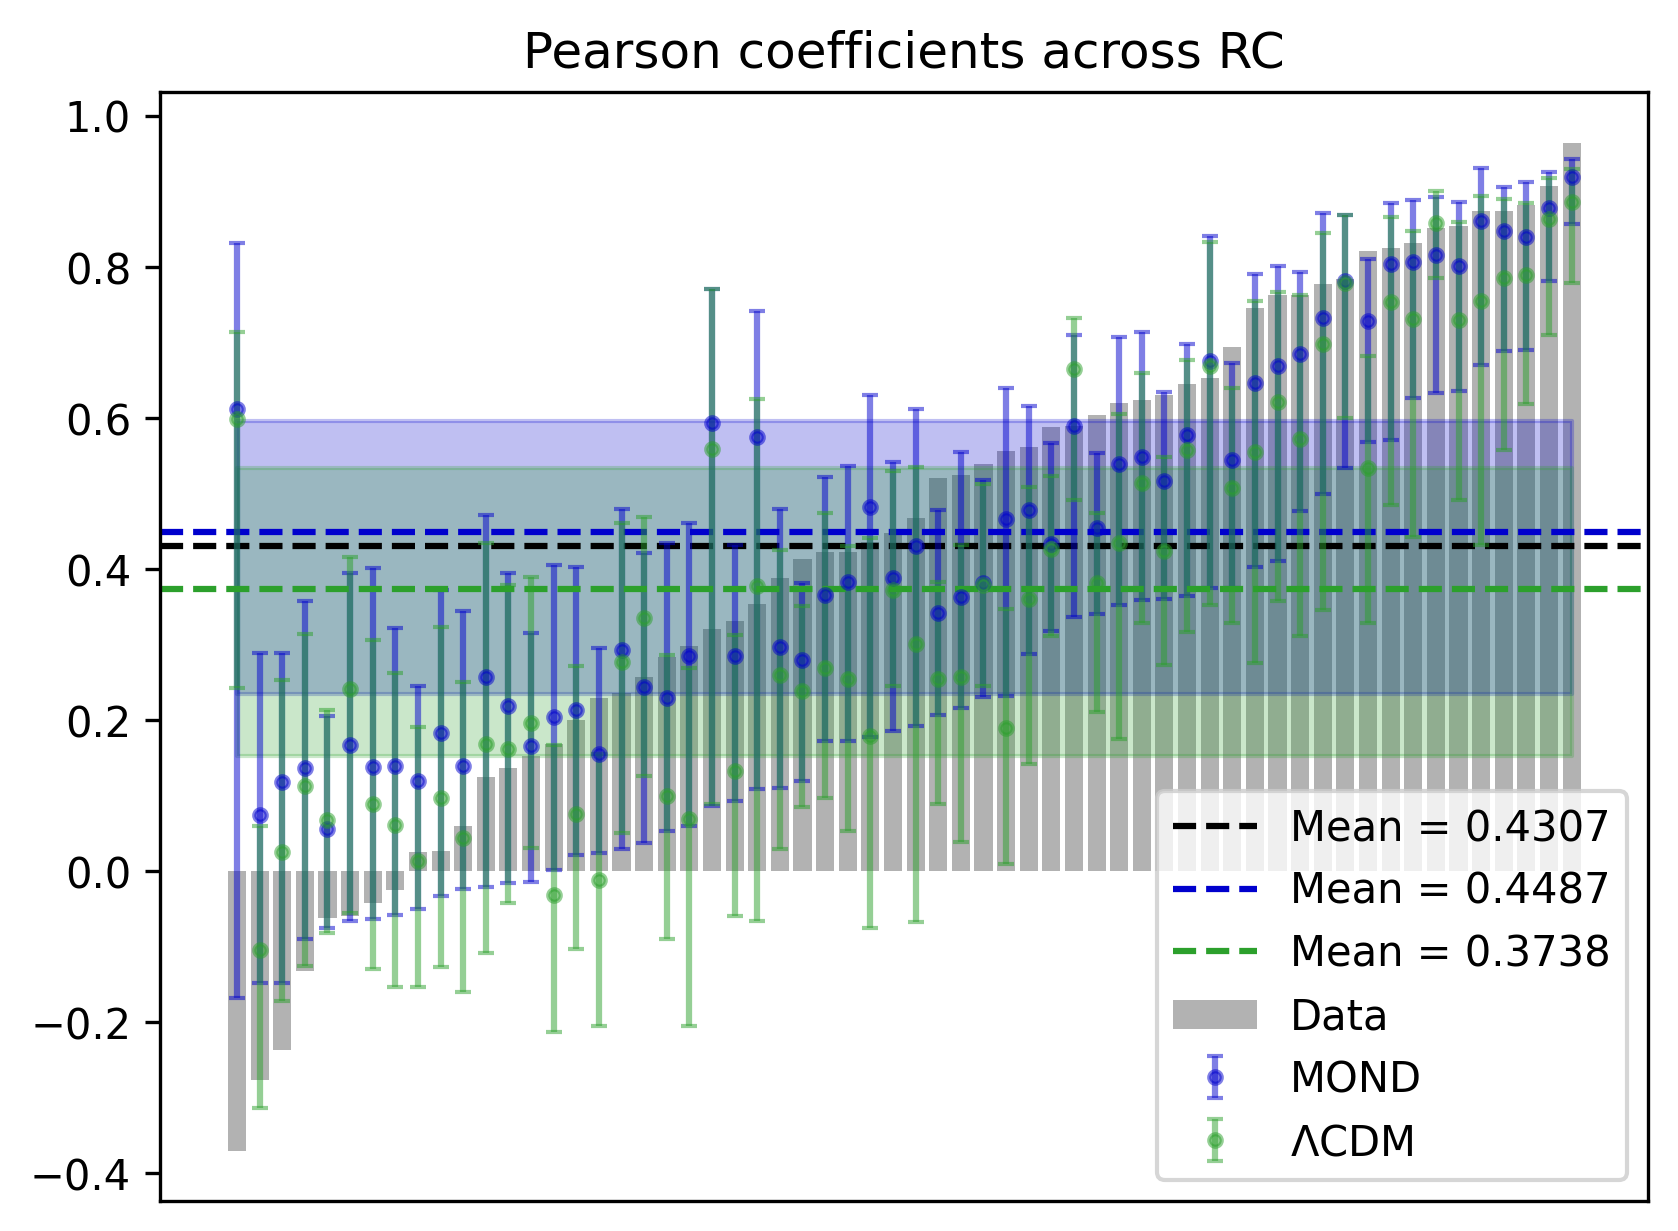 Pearson coefficients across RC
1.0
0.8
0.6
0.4
0.2
0.0
−0.2
−0.4
Mean = 0.4307
Mean = 0.4487
Mean = 0.3738
Data
MOND
ΛCDM